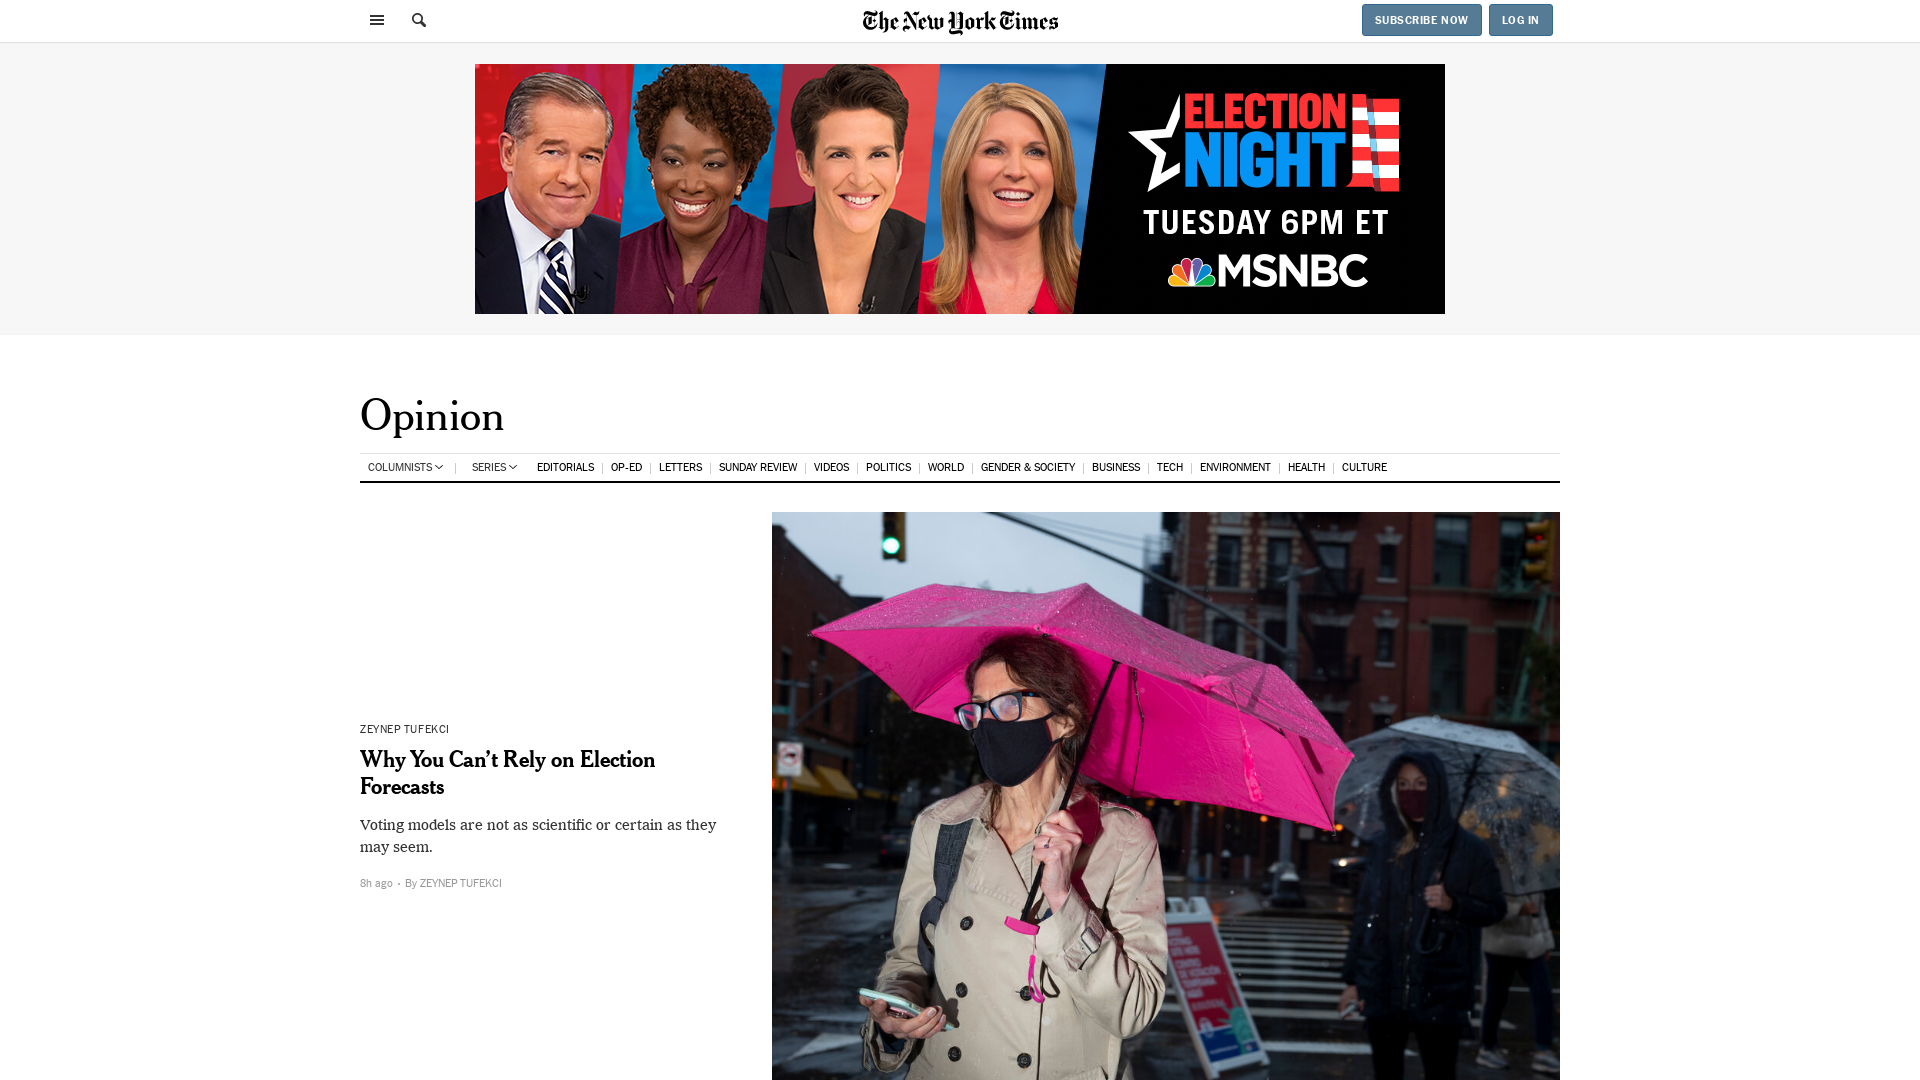 The New York Times
SUBSCRIBE NOW
LOG IN
ELECTION
NIGHT
TUESDAY 6PM ET
MSNBC
Opinion
COLUMNISTS
SERIES
EDITORIALS
OP-ED
LETTERS
SUNDAY REVIEW
VIDEOS
POLITICS
WORLD
GENDER & SOCIETY
BUSINESS
TECH
ENVIRONMENT
HEALTH
CULTURE
ZEYNEP TUFEKCI
Why You Can’t Rely on Election
Forecasts
Voting models are not as scientific or certain as they
may seem.
8h ago · By ZEYNEP TUFEKCI